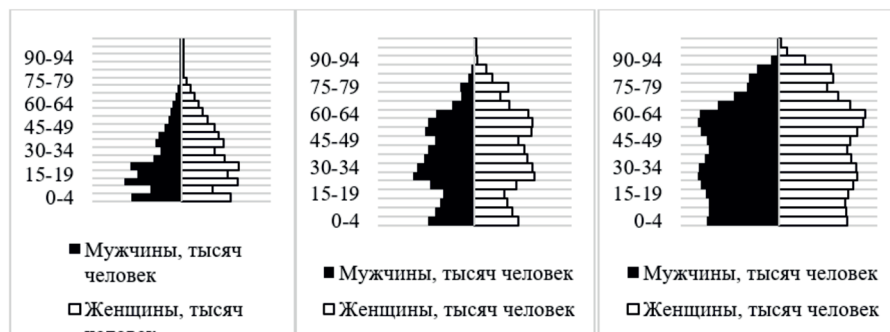 90-94
75-79
60-64
45-49
30-34
15-19
0-4
Мужчины, тысяч
человек
Женщины, тысяч
человек
90-94
75-79
60-64
45-49
30-34
15-19
0-4
Мужчины, тысяч человек
Женщины, тысяч человек
90-94
75-79
60-64
45-49
30-34
15-19
0-4
Мужчины, тысяч человек
Женщины, тысяч человек